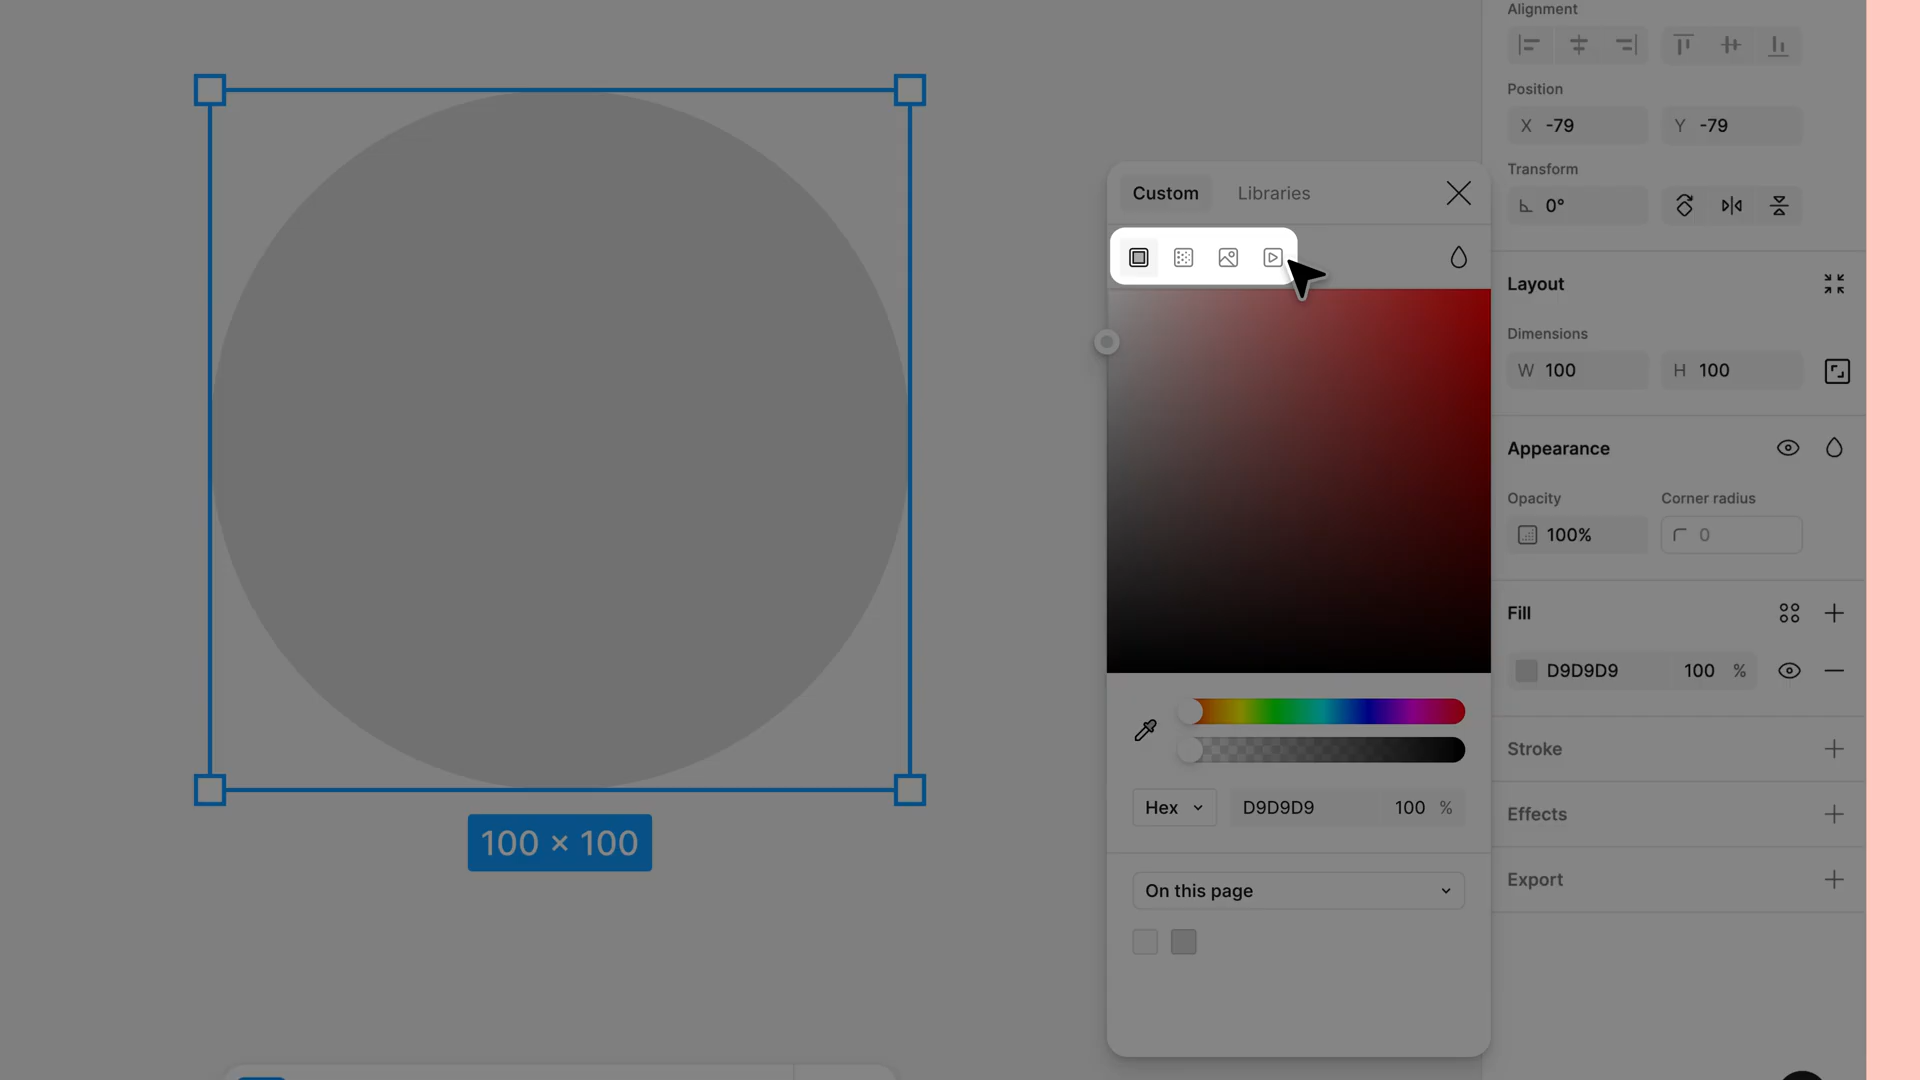 100 × 100
Custom
Libraries
Hex
D9D9D9
100 %
On this page
Alignment
Position
X -79
Y -79
Transform
0°
Layout
Dimensions
W 100
H 100
Appearance
Opacity
Corner radius
100%
0
Fill
D9D9D9
100 %
Stroke
Effects
Export